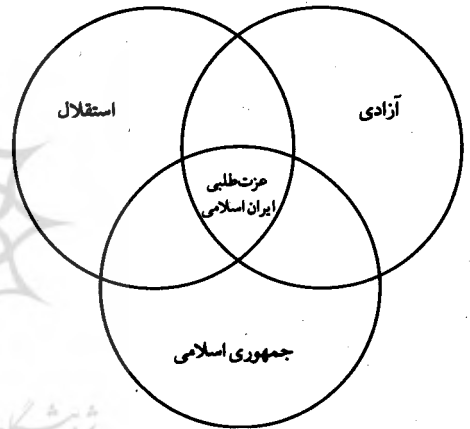 آزادی
استقلال
عزت‌طلبی
ایران اسلامی
جمهوری اسلامی